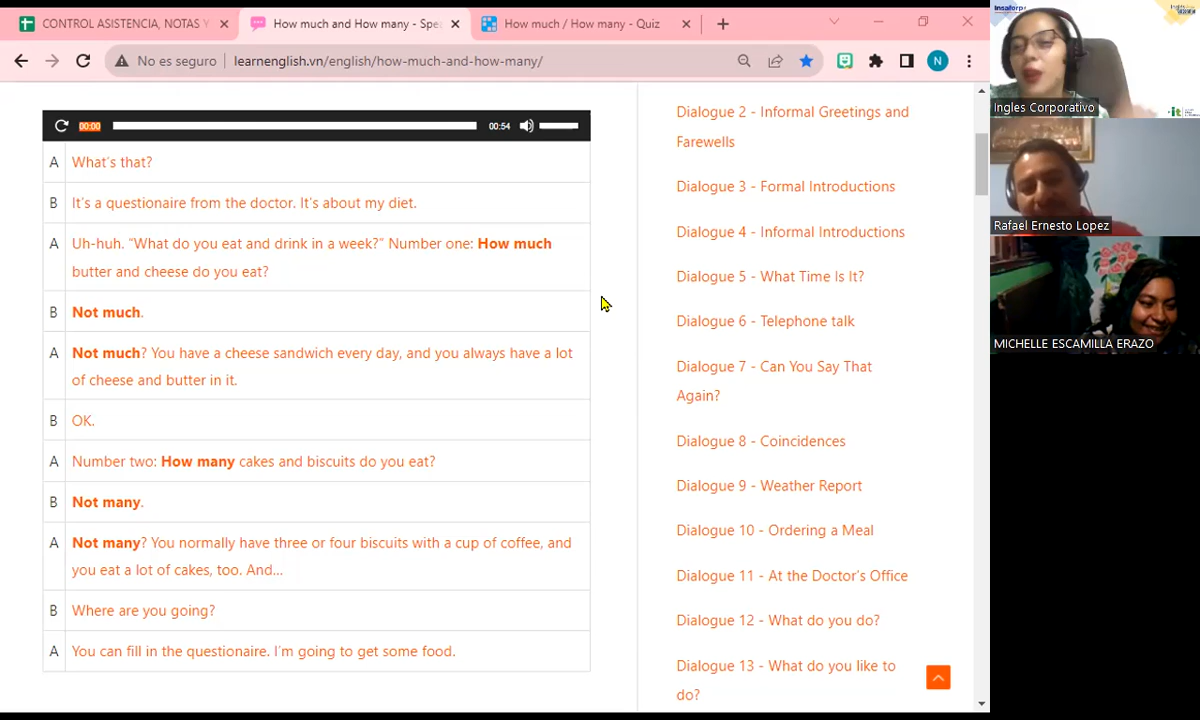 CONTROL ASISTENCIA, NOTAS Y
How much and How many - Spe
How much / How many - Quiz
No es seguro
learnenglish.vn/english/how-much-and-how-many/
N
00:00
00:54
A What's that?
B It's a questionaire from the doctor. It's about my diet.
A Uh-huh. "What do you eat and drink in a week?" Number one: How much
butter and cheese do you eat?
B Not much.
A Not much? You have a cheese sandwich every day, and you always have a lot
of cheese and butter in it.
B OK.
A Number two: How many cakes and biscuits do you eat?
B Not many.
A Not many? You normally have three or four biscuits with a cup of coffee, and
you eat a lot of cakes, too. And...
B Where are you going?
A You can fill in the questionaire. I'm going to get some food.
Dialogue 2 - Informal Greetings and
Farewells
Dialogue 3 - Formal Introductions
Dialogue 4 - Informal Introductions
Dialogue 5 - What Time Is It?
Dialogue 6 - Telephone talk
Dialogue 7 - Can You Say That
Again?
Dialogue 8 - Coincidences
Dialogue 9 - Weather Report
Dialogue 10 - Ordering a Meal
Dialogue 11 - At the Doctor's Office
Dialogue 12 - What do you do?
Dialogue 13 - What do you like to
do?
Insaforp
Ingles Corporativo
Rafael Ernesto Lopez
MICHELLE ESCAMILLA ERAZO